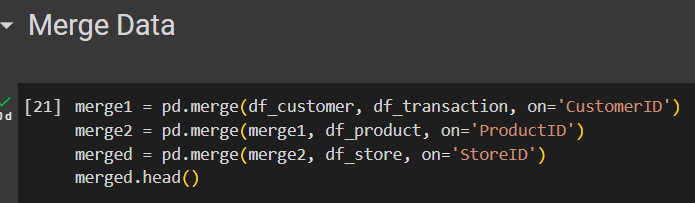 Merge Data
[21] merge1 = pd.merge(df_customer, df_transaction, on='CustomerID')
merge2 = pd.merge(merge1, df_product, on='ProductID')
merged = pd.merge(merge2, df_store, on='StoreID')
merged.head()
0 d